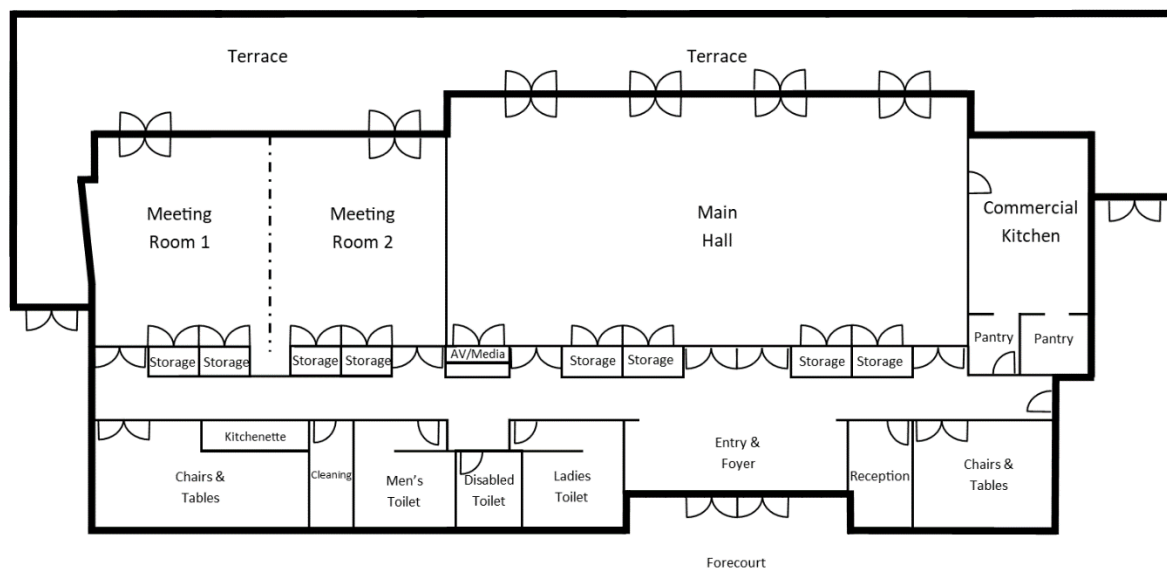 Terrace
Terrace
Meeting
Room 1
Meeting
Room 2
Main
Hall
Commercial
Kitchen
Pantry
Pantry
Storage
Storage
Storage
Storage
AV/Media
Storage
Storage
Storage
Storage
Kitchenette
Chairs &
Tables
Cleaning
Men's
Toilet
Disabled
Toilet
Ladies
Toilet
Entry &
Foyer
Reception
Chairs &
Tables
Forecourt